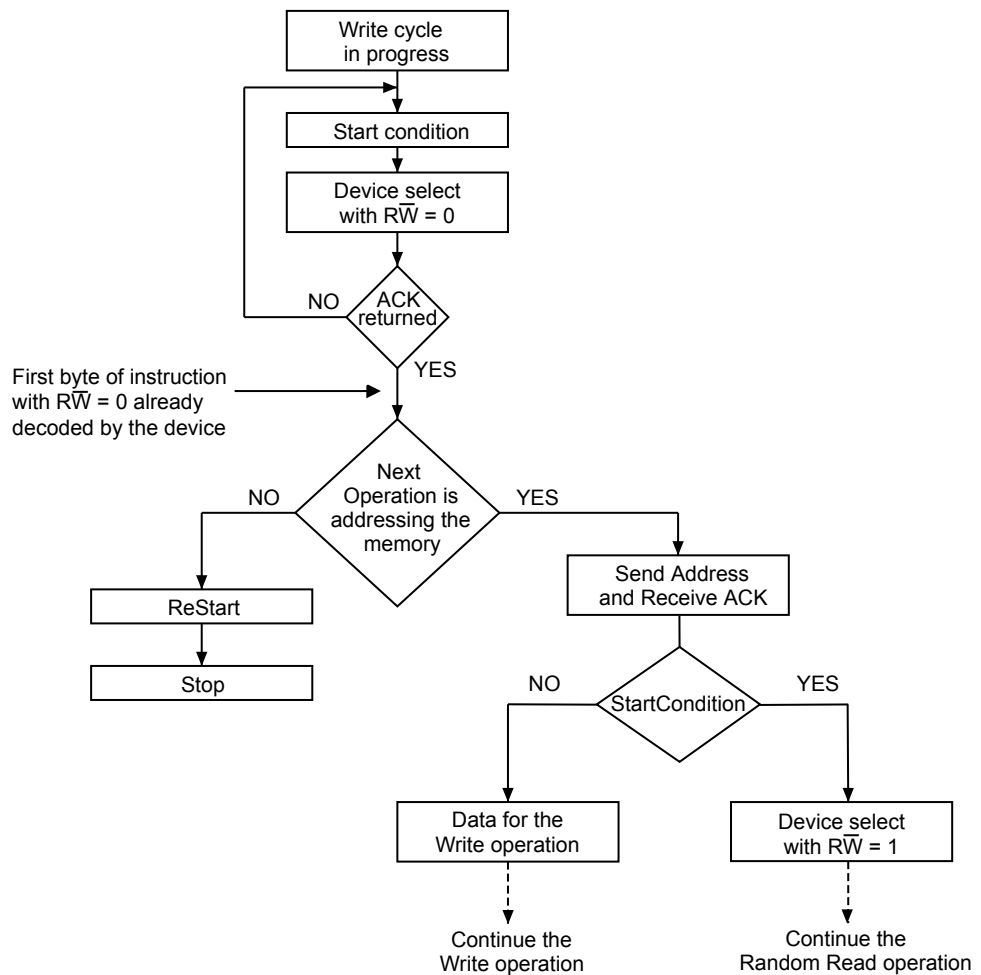 Write cycle
in progress
Start condition
Device select
with RW̅ = 0
NO
ACK
returned
YES
First byte of instruction
with RW̅ = 0 already
decoded by the device
Next
Operation is
addressing the
memory
NO
YES
ReStart
Stop
Send Address
and Receive ACK
StartCondition
NO
YES
Data for the
Write operation
Device select
with RW̅ = 1
Continue the
Write operation
Continue the
Random Read operation